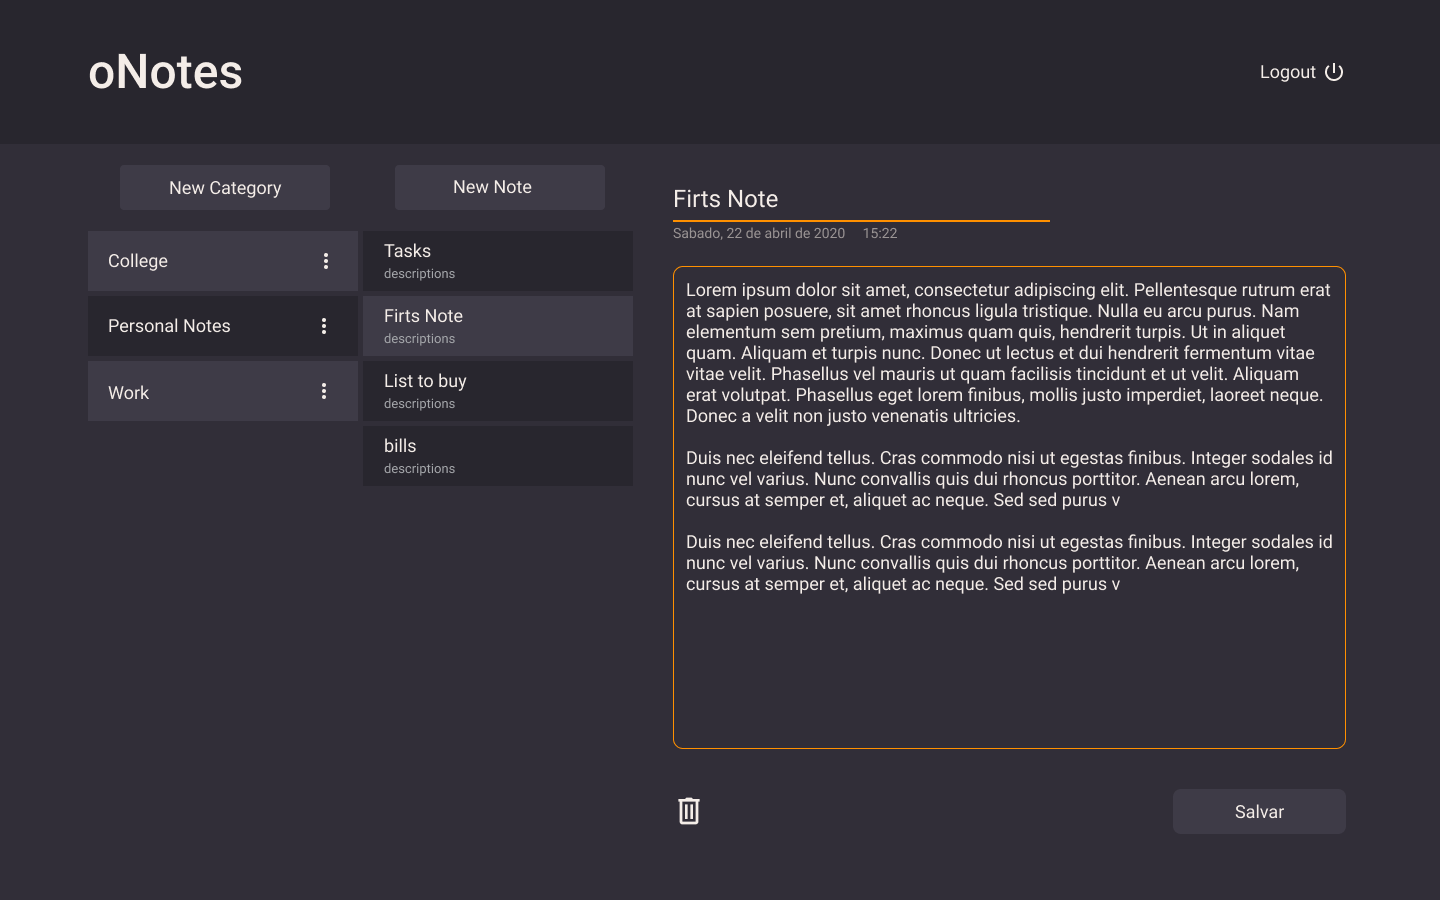 oNotes
Logout
New Category
New Note
College
Personal Notes
Work
Tasks
descriptions
Firts Note
descriptions
List to buy
descriptions
bills
descriptions
Firts Note
Sabado, 22 de abril de 2020 15:22
Lorem ipsum dolor sit amet, consectetur adipiscing elit. Pellentesque rutrum erat
at sapien posuere, sit amet rhoncus ligula tristique. Nulla eu arcu purus. Nam
elementum sem pretium, maximus quam quis, hendrerit turpis. Ut in aliquet
quam. Aliquam et turpis nunc. Donec ut lectus et dui hendrerit fermentum vitae
vitae velit. Phasellus vel mauris ut quam facilisis tincidunt et ut velit. Aliquam
erat volutpat. Phasellus eget lorem finibus, mollis justo imperdiet, laoreet neque.
Donec a velit non justo venenatis ultricies.
Duis nec eleifend tellus. Cras commodo nisi ut egestas finibus. Integer sodales id
nunc vel varius. Nunc convallis quis dui rhoncus porttitor. Aenean arcu lorem,
cursus at semper et, aliquet ac neque. Sed sed purus v
Duis nec eleifend tellus. Cras commodo nisi ut egestas finibus. Integer sodales id
nunc vel varius. Nunc convallis quis dui rhoncus porttitor. Aenean arcu lorem,
cursus at semper et, aliquet ac neque. Sed sed purus v
Salvar